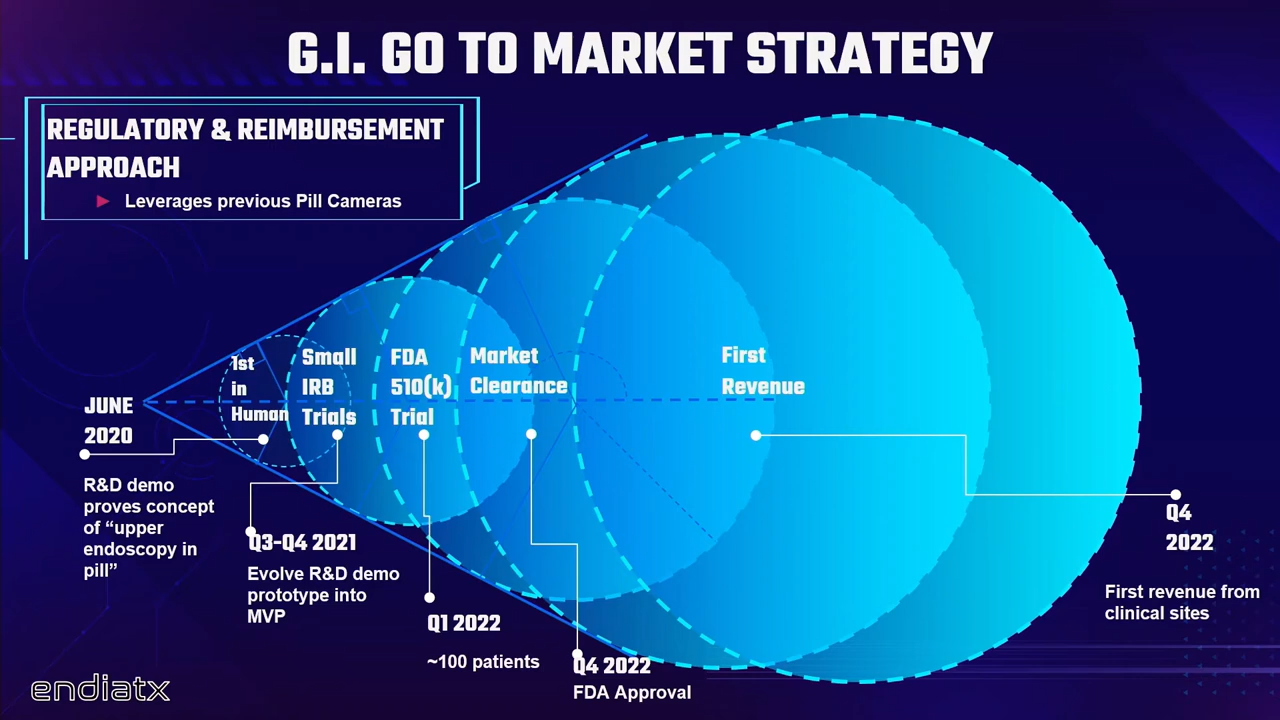 G.I. GO TO MARKET STRATEGY
REGULATORY & REIMBURSEMENT
APPROACH
Leverages previous Pill Cameras
1st
in
Human
Small
IRB
Trials
FDA
510(k)
Trial
Market
Clearance
First
Revenue
JUNE
2020
R&D demo
proves concept
of “upper
endoscopy in
pill”
Q3-Q4 2021
Evolve R&D demo
prototype into
MVP
Q1 2022
~100 patients
Q4 2022
FDA Approval
Q4
2022
First revenue from
clinical sites
endiatx